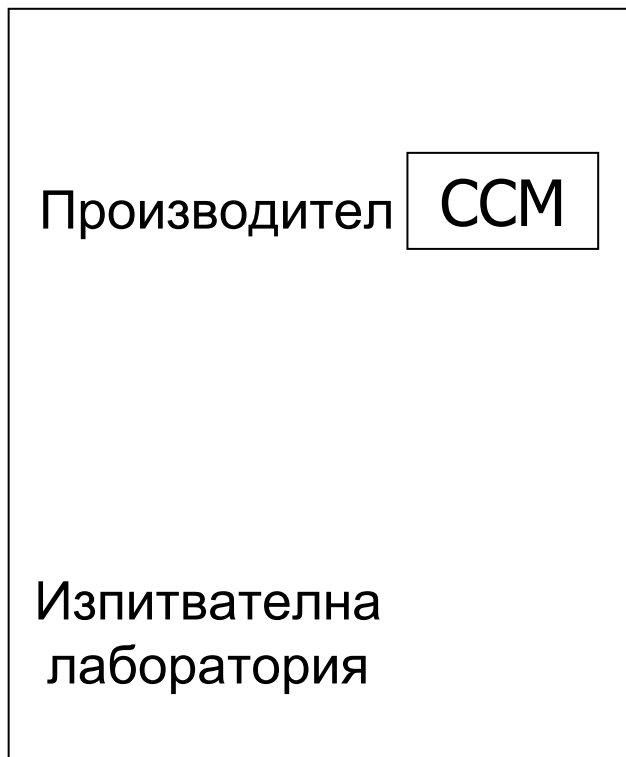 Производител ССМ
Изпитвателна
лаборатория